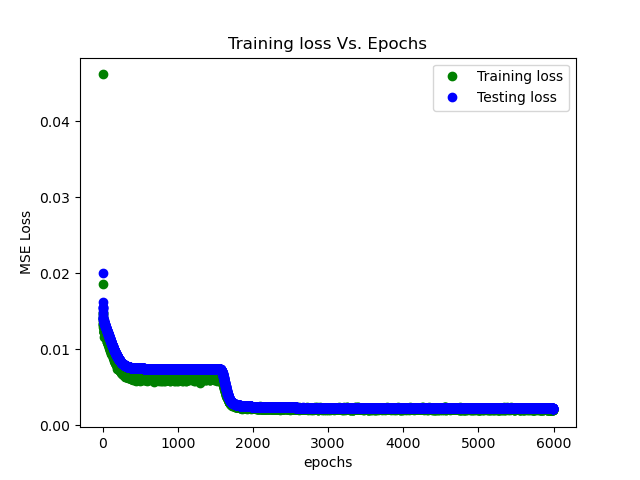 Training loss Vs. Epochs
Training loss
Testing loss
MSE Loss
0.04
0.03
0.02
0.01
0.00
0 1000 2000 3000 4000 5000 6000
epochs